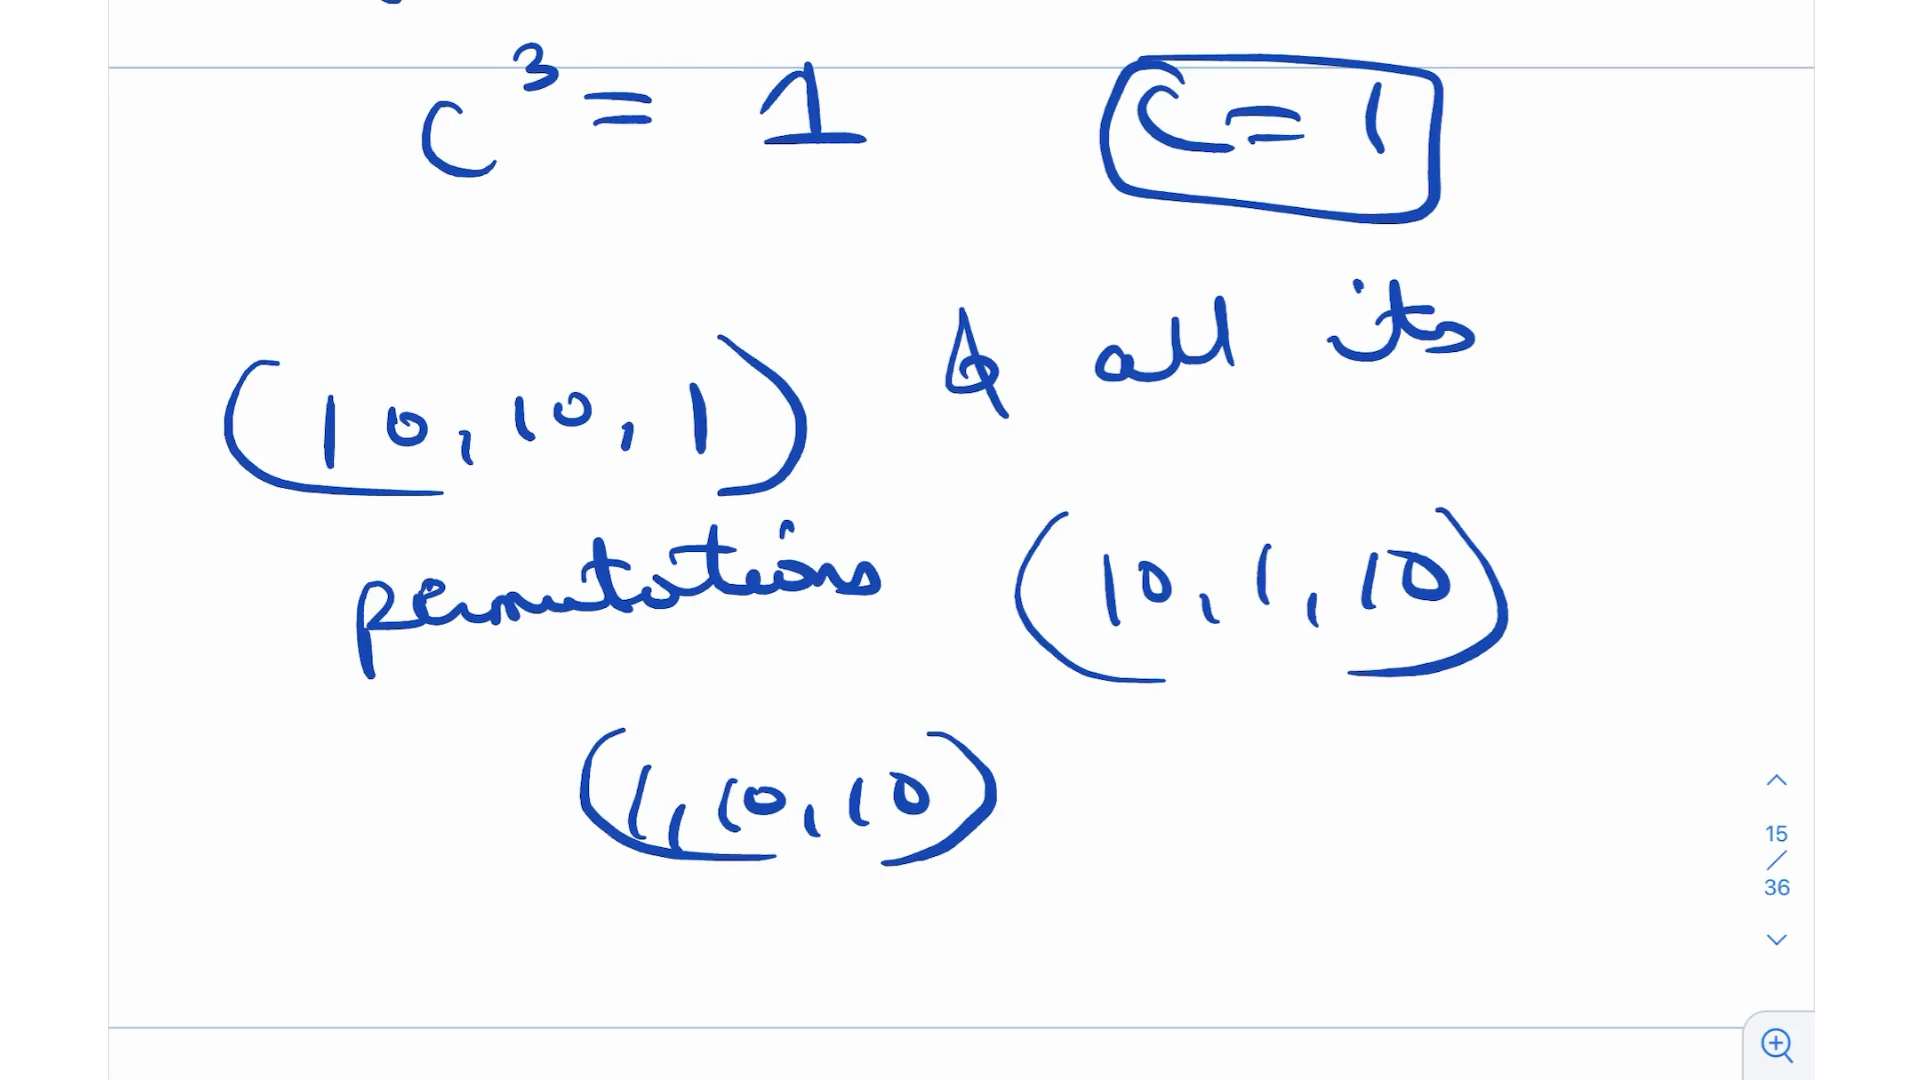 c³ = 1 c = 1
(10, 10, 1) & all its
permutations (10, 1, 10)
(1, 10, 10)
15
/
36